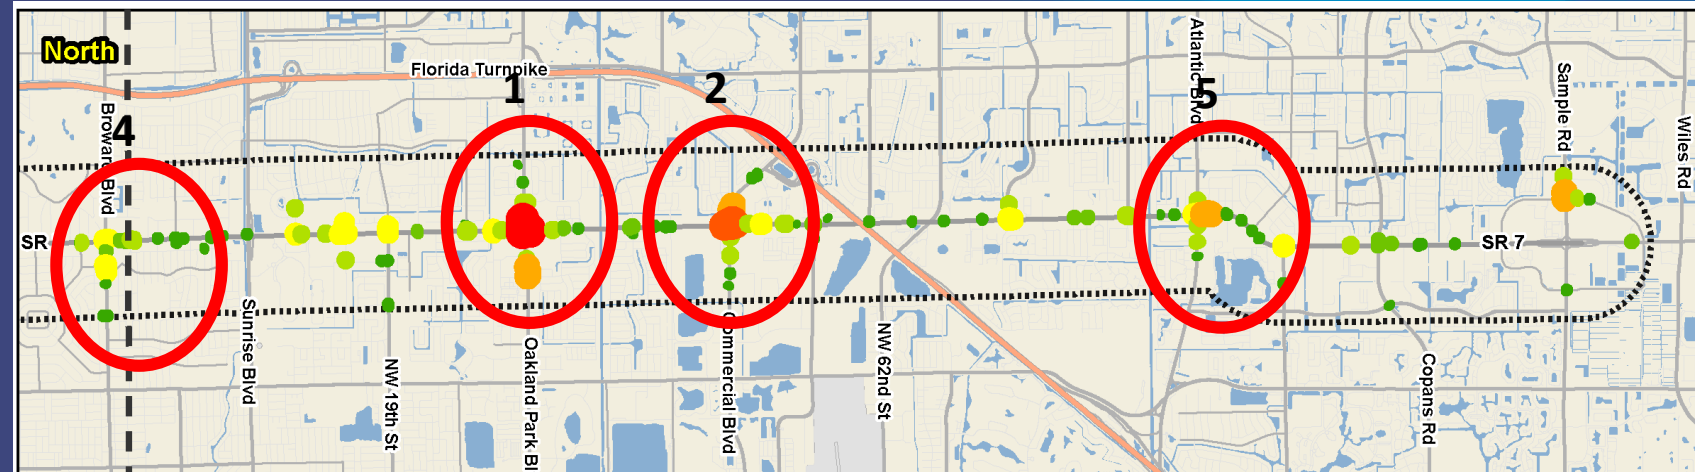 North
Florida Turnpike
1
2
Atlantic Blvd
5
Sample Rd
Wiles Rd
Broward Blvd
4
SR
SR 7
Sunrise Blvd
NW 19th St
Oakland Park Bl
Commercial Blvd
NW 62nd St
Copans Rd